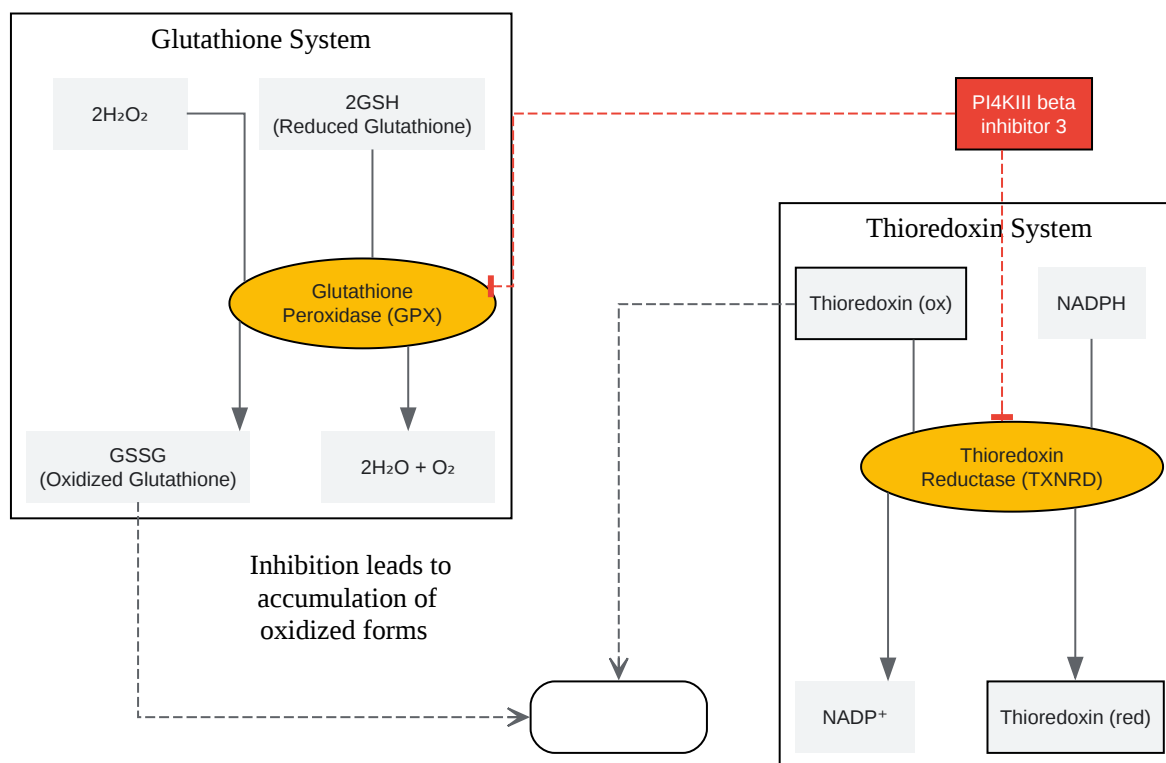 Glutathione System
2H₂O₂
2GSH
(Reduced Glutathione)
PI4KIII beta
inhibitor 3
Thioredoxin System
Glutathione
Peroxidase (GPX)
Thioredoxin (ox)
NADPH
GSSG
(Oxidized Glutathione)
2H₂O + O₂
Thioredoxin
Reductase (TXNRD)
Inhibition leads to
accumulation of
oxidized forms
NADP⁺
Thioredoxin (red)